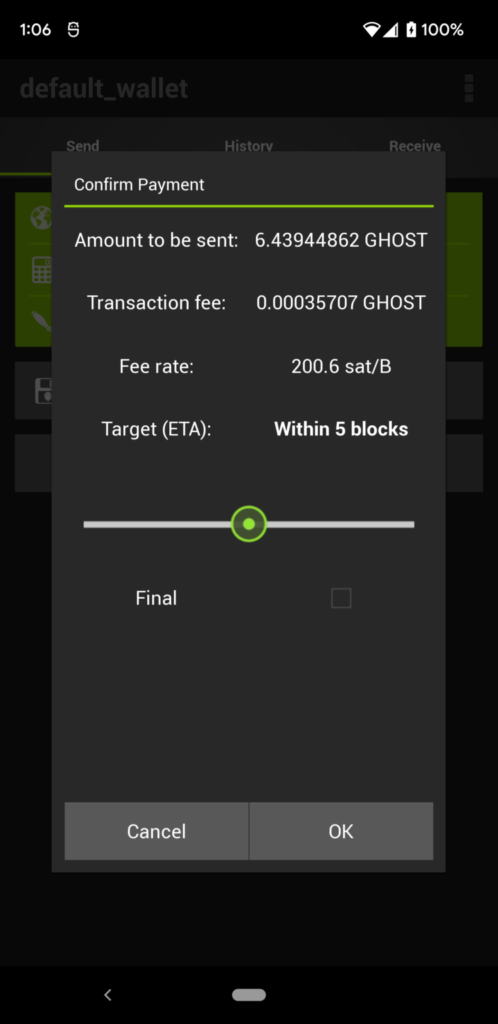 1:06 100%
default_wallet
Send History Receive
Confirm Payment
Amount to be sent: 6.43944862 GHOST
Transaction fee: 0.00035707 GHOST
Fee rate: 200.6 sat/B
Target (ETA): Within 5 blocks
Final
Cancel OK